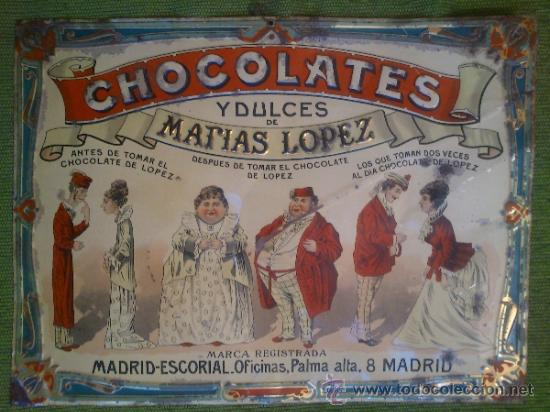 CHOCOLATES
Y DULCES
DE
MATIAS LOPEZ
ANTES DE TOMAR EL
CHOCOLATE DE LOPEZ
DESPUES DE TOMAR EL CHOCOLATE
DE LOPEZ
LOS QUE TOMAN DOS VECES
AL DIA CHOCOLATE DE LOPEZ
MARCA REGISTRADA
MADRID-ESCORIAL. Oficinas, Palma alta, 8 MADRID
www.todocoleccion.net